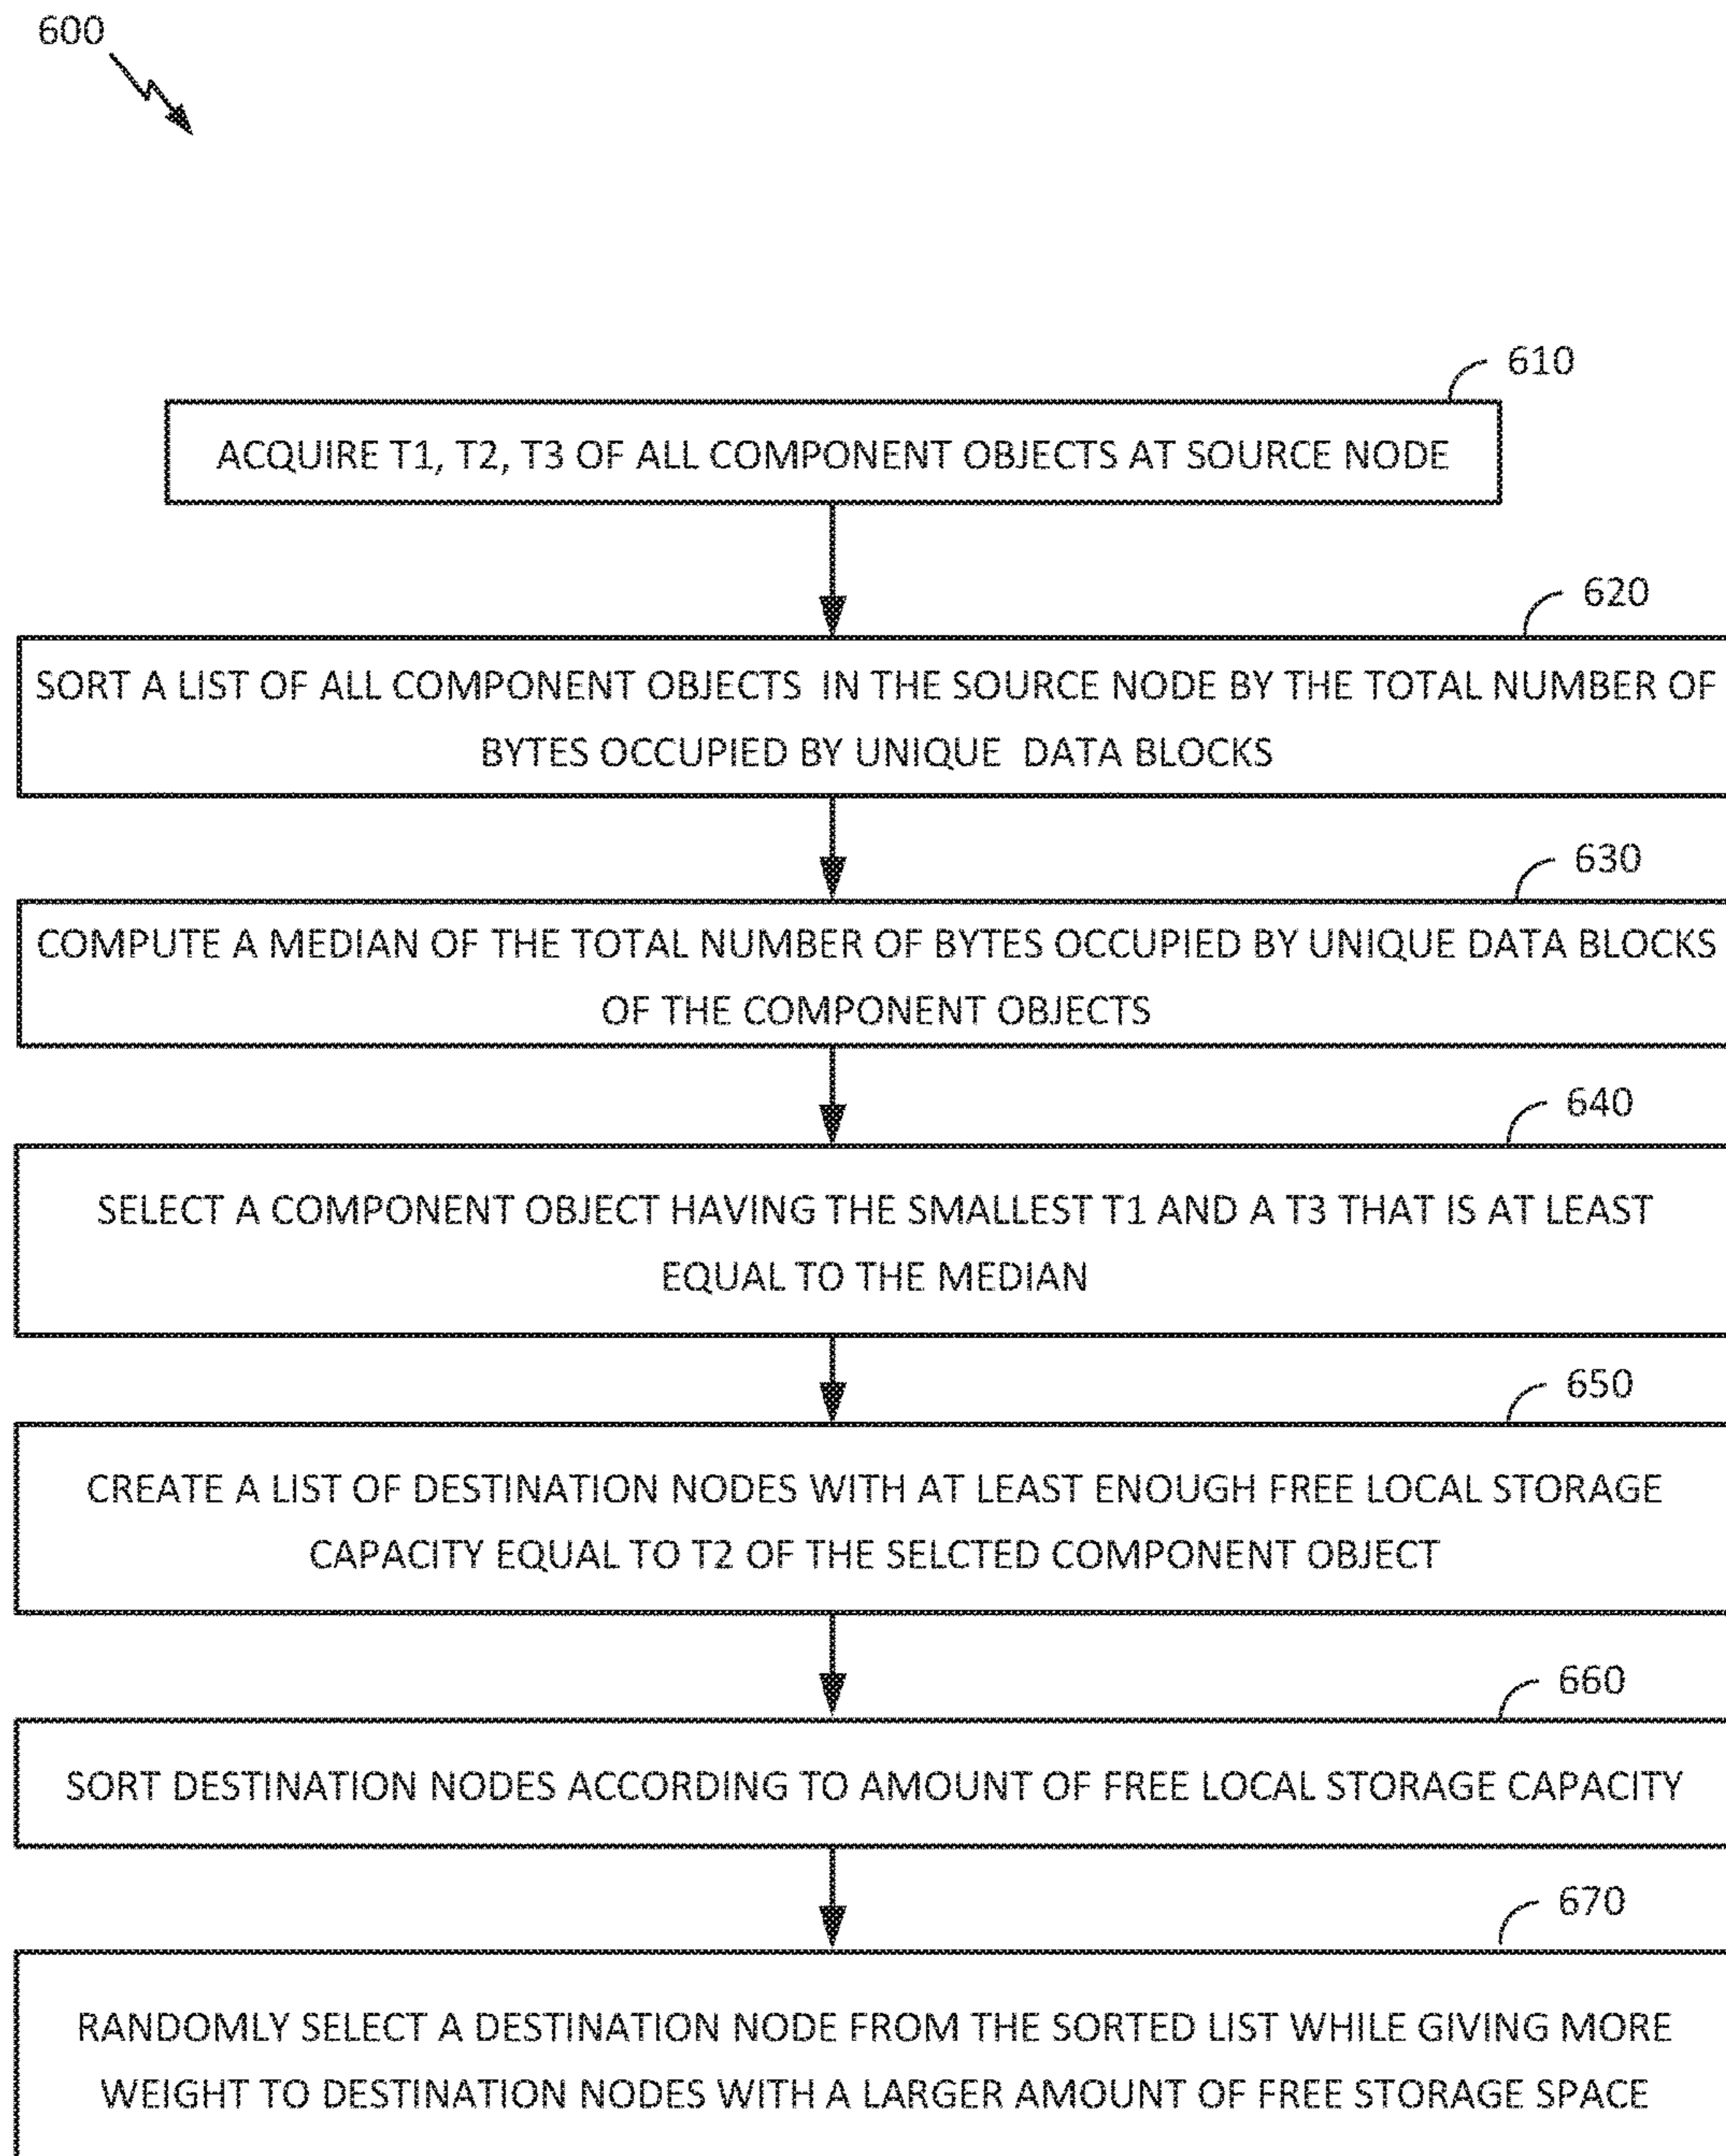 600
610
ACQUIRE T1, T2, T3 OF ALL COMPONENT OBJECTS AT SOURCE NODE
620
SORT A LIST OF ALL COMPONENT OBJECTS IN THE SOURCE NODE BY THE TOTAL NUMBER OF
BYTES OCCUPIED BY UNIQUE DATA BLOCKS
630
COMPUTE A MEDIAN OF THE TOTAL NUMBER OF BYTES OCCUPIED BY UNIQUE DATA BLOCKS
OF THE COMPONENT OBJECTS
640
SELECT A COMPONENT OBJECT HAVING THE SMALLEST T1 AND A T3 THAT IS AT LEAST
EQUAL TO THE MEDIAN
650
CREATE A LIST OF DESTINATION NODES WITH AT LEAST ENOUGH FREE LOCAL STORAGE
CAPACITY EQUAL TO T2 OF THE SELCTED COMPONENT OBJECT
660
SORT DESTINATION NODES ACCORDING TO AMOUNT OF FREE LOCAL STORAGE CAPACITY
670
RANDOMLY SELECT A DESTINATION NODE FROM THE SORTED LIST WHILE GIVING MORE
WEIGHT TO DESTINATION NODES WITH A LARGER AMOUNT OF FREE STORAGE SPACE